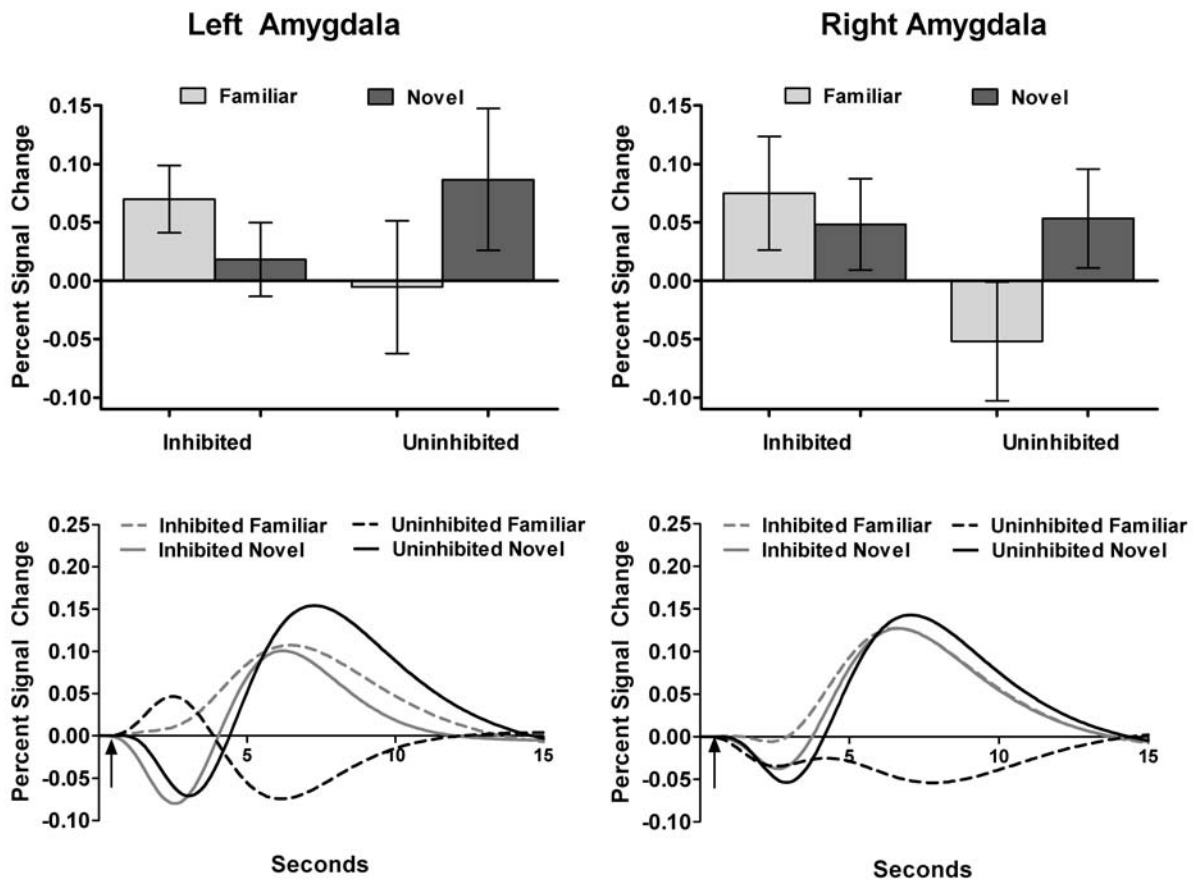 Left Amygdala
Familiar Novel
0.15
0.10
0.05
0.00
-0.05
-0.10
Percent Signal Change
Inhibited Uninhibited
Right Amygdala
Familiar Novel
0.15
0.10
0.05
0.00
-0.05
-0.10
Percent Signal Change
Inhibited Uninhibited
Inhibited Familiar Uninhibited Familiar
Inhibited Novel Uninhibited Novel
0.25
0.20
0.15
0.10
0.05
0.00
-0.05
-0.10
Percent Signal Change
5 10 15
Seconds
Inhibited Familiar Uninhibited Familiar
Inhibited Novel Uninhibited Novel
0.25
0.20
0.15
0.10
0.05
0.00
-0.05
-0.10
Percent Signal Change
5 10 15
Seconds